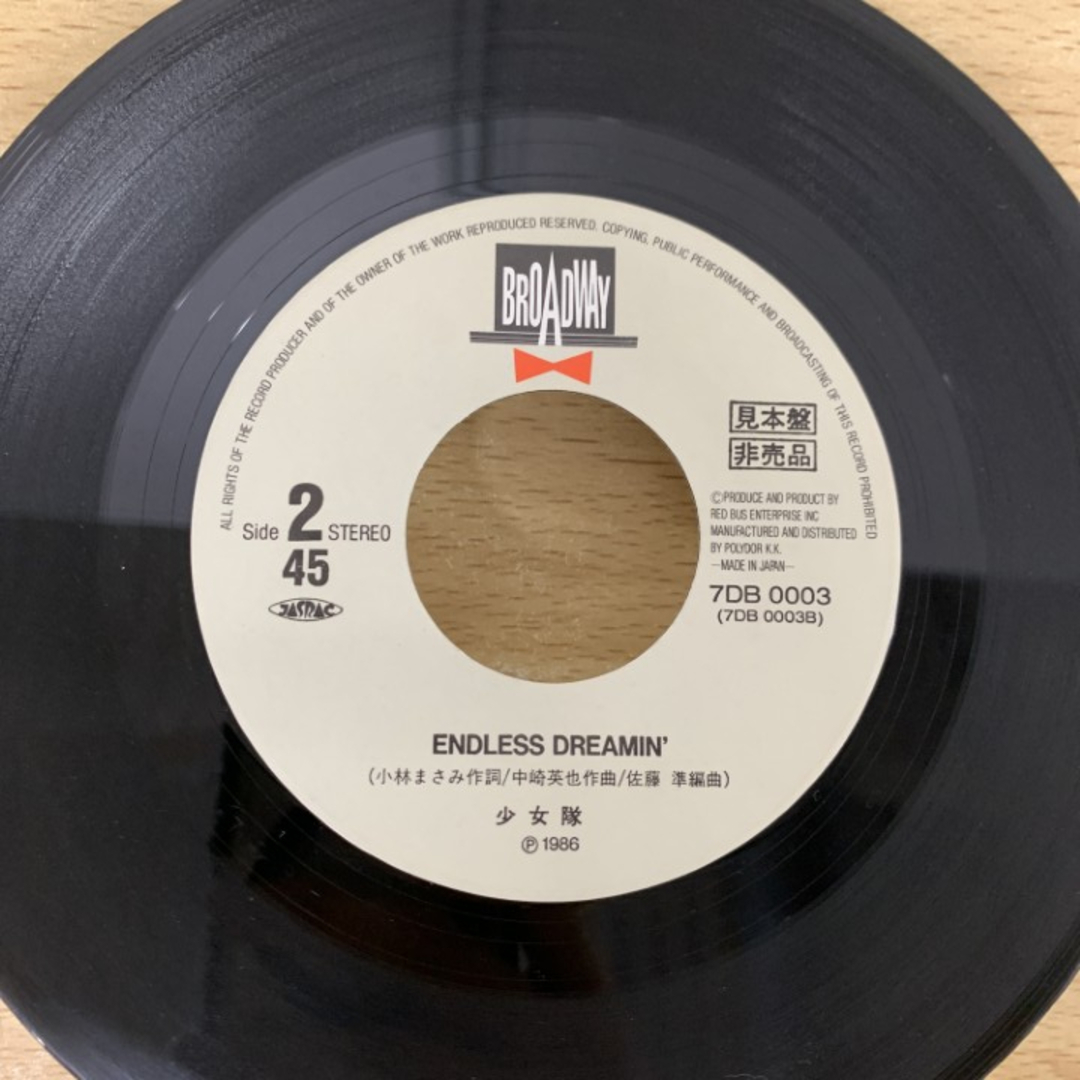 ALL RIGHTS OF THE RECORD PRODUCER AND OF THE OWNER OF THE WORK REPRODUCED RESERVED. COPYING, PUBLIC PERFORMANCE AND BROADCASTING OF THIS RECORD PROHIBITED
BROADWAY
見本盤
非売品
Side 2 STEREO
45
JASRAC
ⒸPRODUCE AND PRODUCT BY
RED BUS ENTERPRISE INC
MANUFACTURED AND DISTRIBUTED
BY POLYDOR K.K.
—MADE IN JAPAN—
7DB 0003
(7DB 0003B)
ENDLESS DREAMIN'
(小林まさみ作詞/中崎英也作曲/佐藤 準編曲)
少女隊
Ⓟ1986